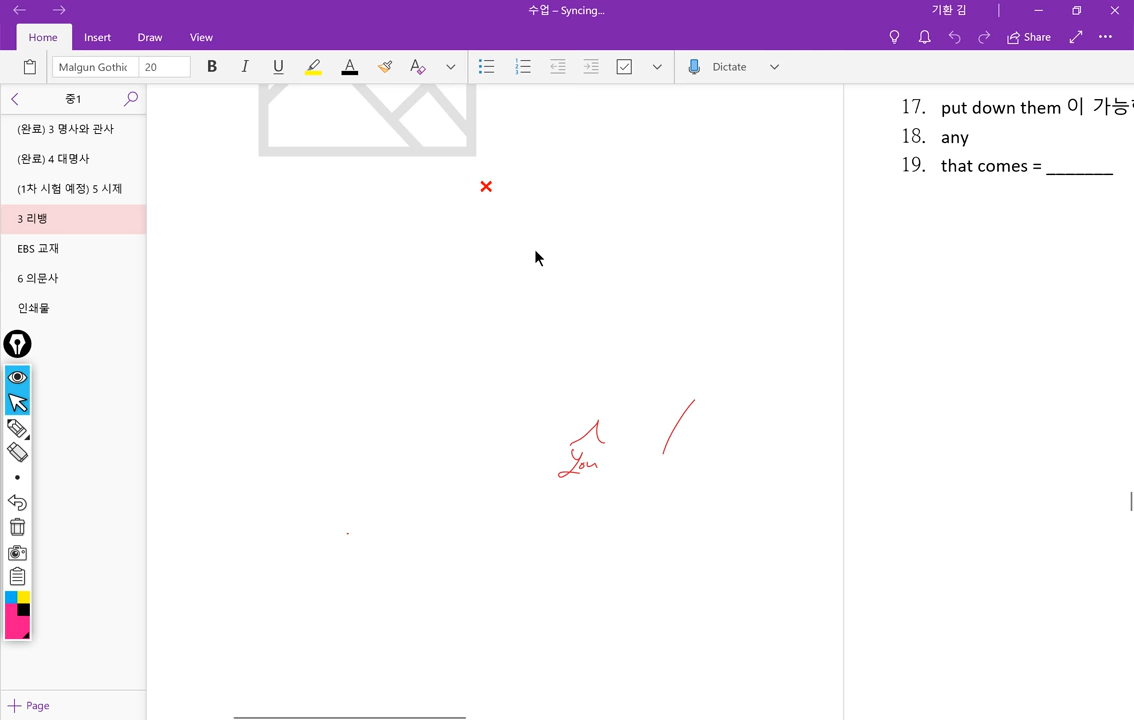 수업 – Syncing...
기환 김
Home
Insert
Draw
View
Share
Malgun Gothic
20
B
I
U
A
A
Dictate
중1
(완료) 3 명사와 관사
(완료) 4 대명사
(1차 시험 예정) 5 시제
3 리뱅
EBS 교재
6 의문사
인쇄물
Page
You
17. put down them 이 가능
18. any
19. that comes = _______